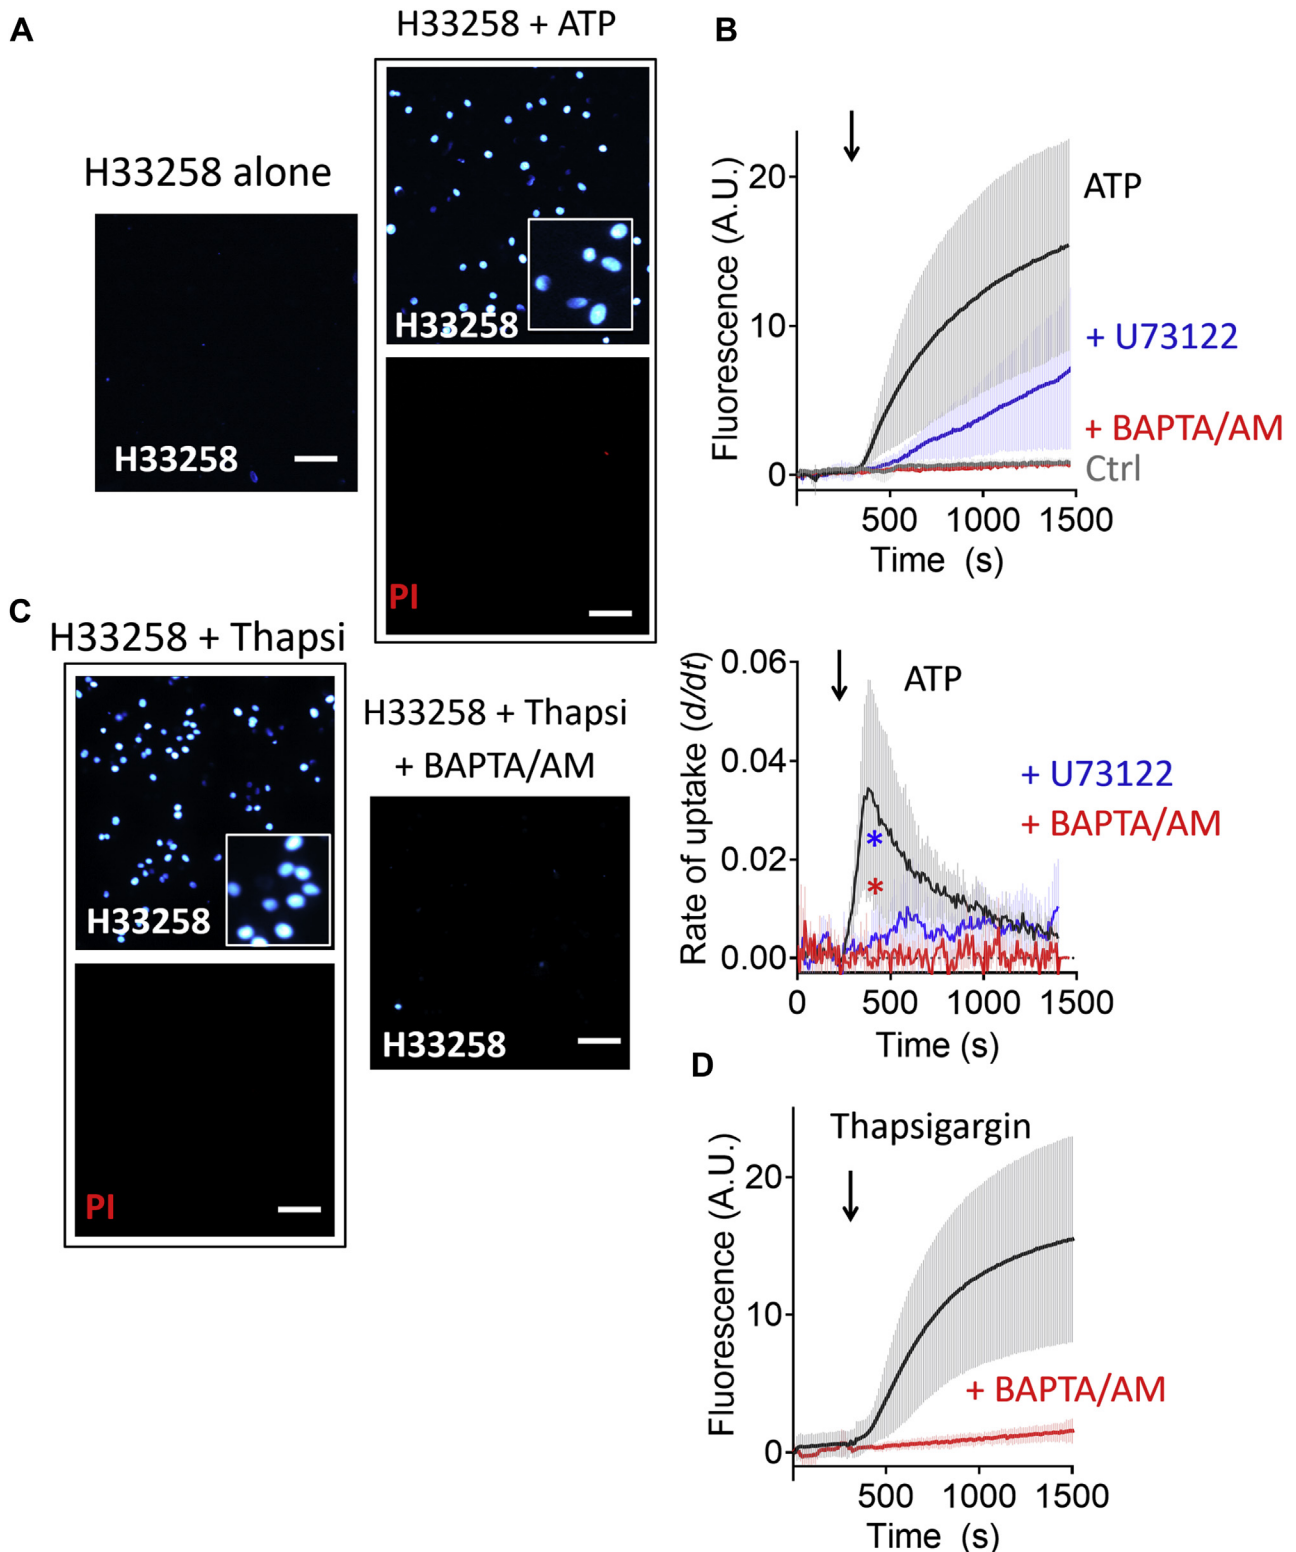 A
H33258 + ATP
H33258 alone
H33258
H33258
PI
B
Fluorescence (A.U.)
20
10
0
500 1000 1500
Time (s)
ATP
+ U73122
+ BAPTA/AM
Ctrl
Rate of uptake (d/dt)
0.06
0.04
0.02
0.00
0 500 1000 1500
Time (s)
ATP
+ U73122
*
+ BAPTA/AM
*
C
H33258 + Thapsi
H33258
PI
H33258 + Thapsi
+ BAPTA/AM
H33258
D
Thapsigargin
Fluorescence (A.U.)
20
10
0
+ BAPTA/AM
500 1000 1500
Time (s)